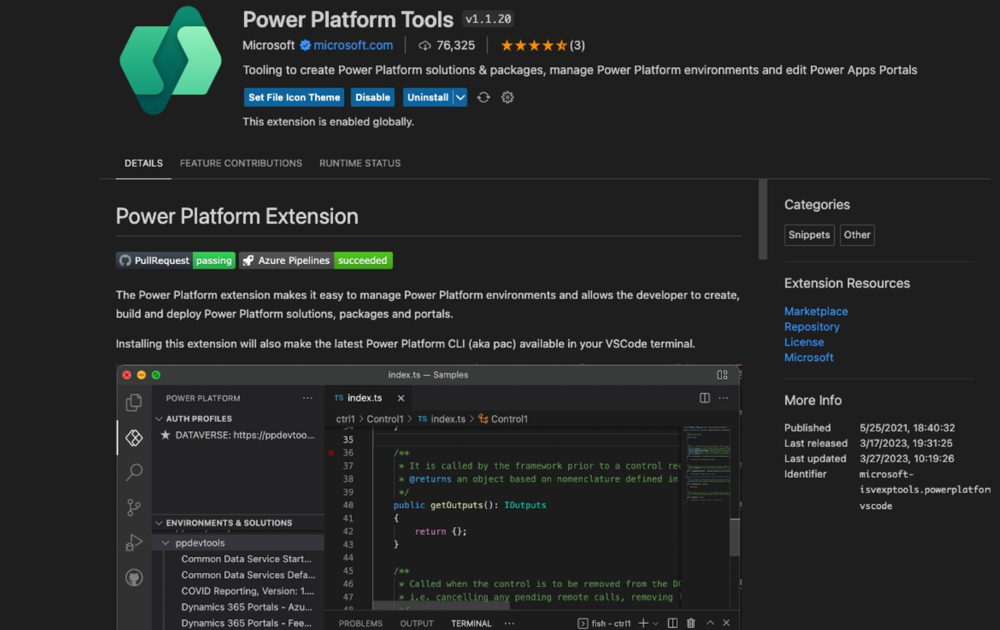 Power Platform Tools v1.1.20
Microsoft microsoft.com 76,325 (3)
Tooling to create Power Platform solutions & packages, manage Power Platform environments and edit Power Apps Portals
Set File Icon Theme Disable Uninstall
This extension is enabled globally.
DETAILS FEATURE CONTRIBUTIONS RUNTIME STATUS
Power Platform Extension
PullRequest passing Azure Pipelines succeeded
The Power Platform extension makes it easy to manage Power Platform environments and allows the developer to create,
build and deploy Power Platform solutions, packages and portals.
Installing this extension will also make the latest Power Platform CLI (aka pac) available in your VSCode terminal.
index.ts — Samples
POWER PLATFORM ...
AUTH PROFILES
DATAVERSE: https://ppdevtoo...
ENVIRONMENTS & SOLUTIONS
ppdevtools
Common Data Service Start...
Common Data Services Defa...
COVID Reporting, Version: 1....
Dynamics 365 Portals - Azu...
Dynamics 365 Portals - Fee...
TS index.ts × ...
ctrl1 > Control1 > TS index.ts > Control1
34 }
35
36 /**
37 * It is called by the framework prior to a control rec
38 * @returns an object based on nomenclature defined in
39 */
40 public getOutputs(): IOutputs
41 {
42 return {};
43 }
44
45 /**
46 * Called when the control is to be removed from the DO
47 * i.e. cancelling any pending remote calls, removing l
48 */
PROBLEMS OUTPUT TERMINAL ... fish - ctrl1
Categories
Snippets Other
Extension Resources
Marketplace
Repository
License
Microsoft
More Info
Published 5/25/2021, 18:40:32
Last released 3/17/2023, 19:31:25
Last updated 3/27/2023, 10:19:26
Identifier microsoft-
isvexptools.powerplatform
vscode